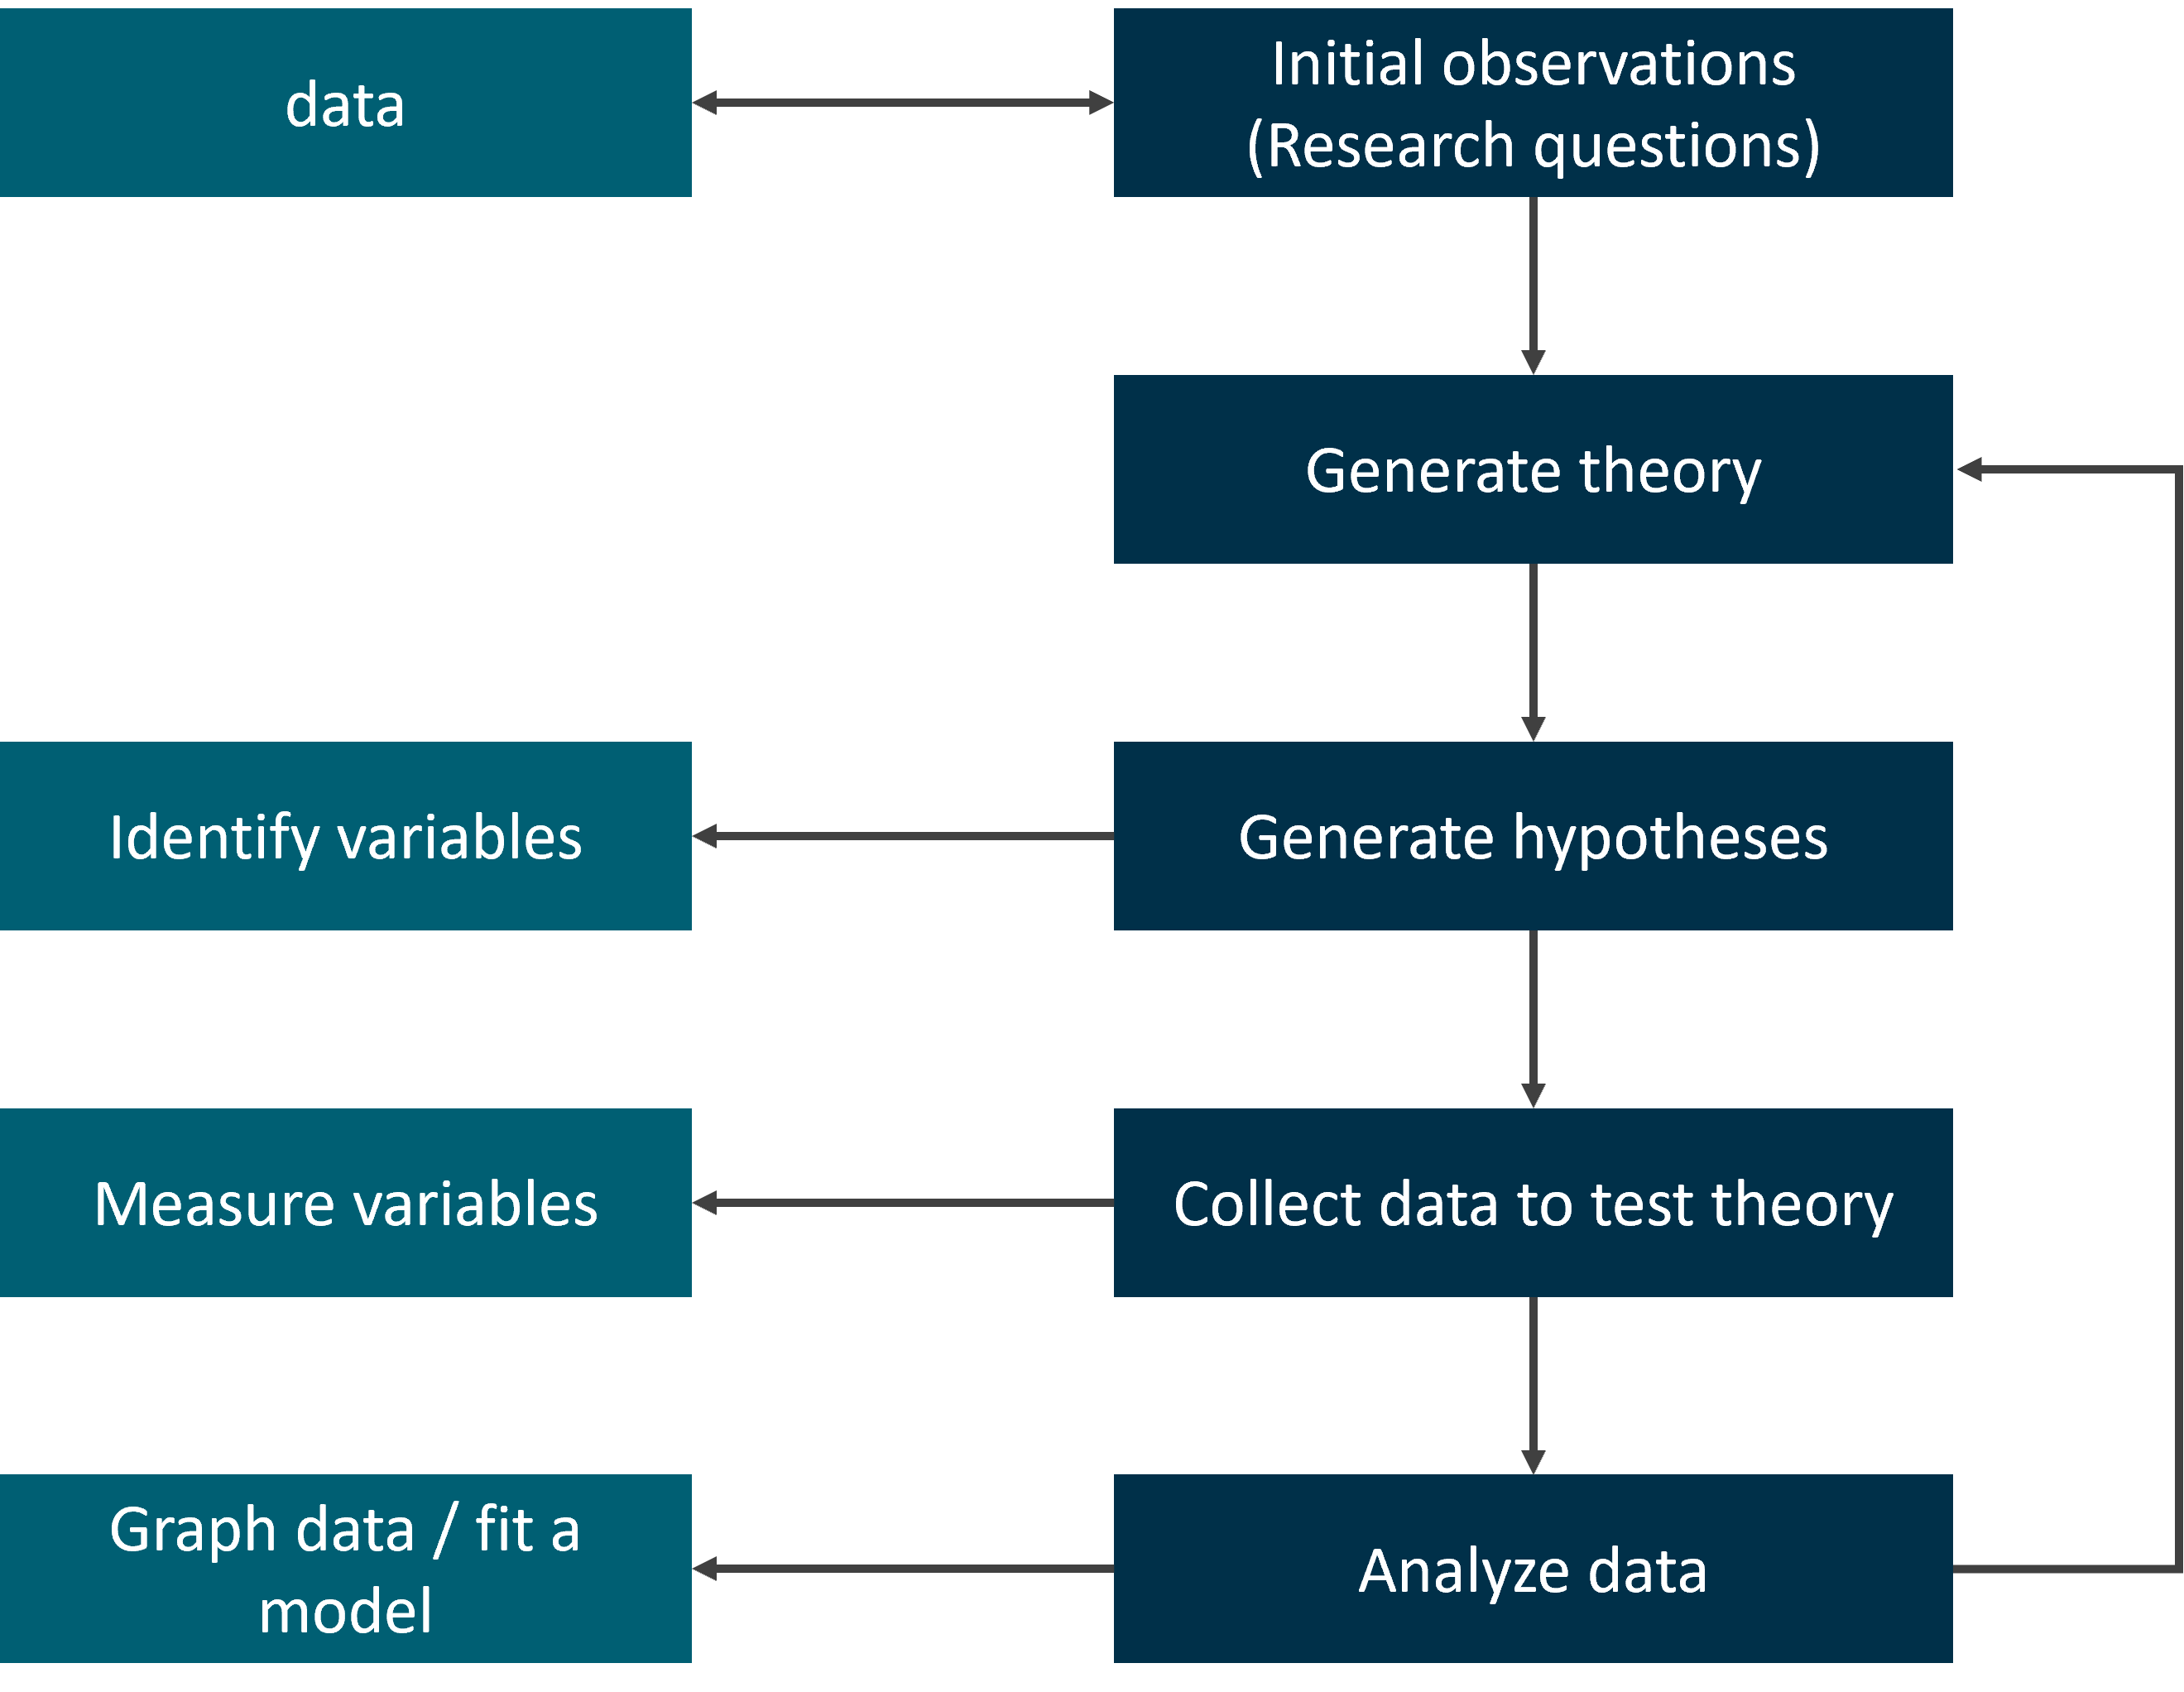 data
Initial observations
(Research questions)
Generate theory
Identify variables
Generate hypotheses
Measure variables
Collect data to test theory
Graph data / fit a
model
Analyze data